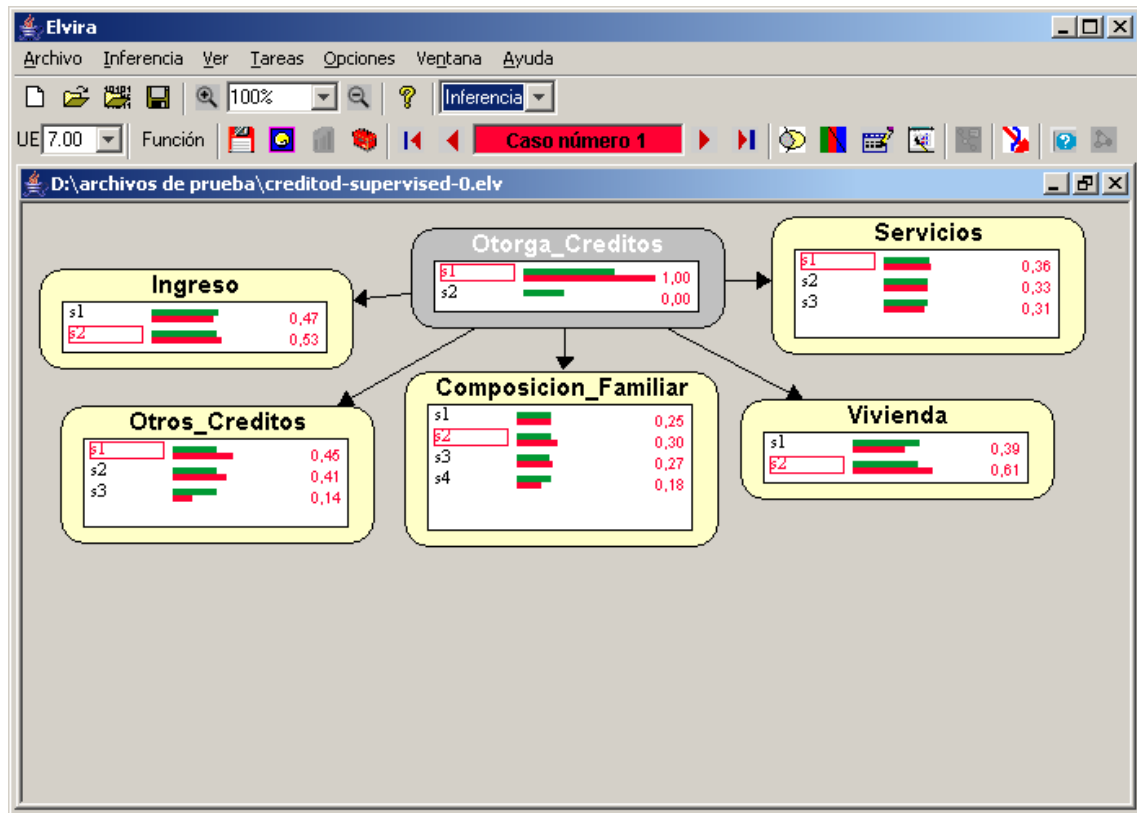 Elvira
Archivo Inferencia Ver Tareas Opciones Ventana Ayuda
100% Inferencia
UE 7.00 Función Caso número 1
D:\archivos de prueba\creditod-supervised-0.elv
Otorga_Creditos
s1 1,00
s2 0,00
Servicios
s1 0,36
s2 0,33
s3 0,31
Ingreso
s1 0,47
s2 0,53
Otros_Creditos
s1 0,45
s2 0,41
s3 0,14
Composicion_Familiar
s1 0,25
s2 0,30
s3 0,27
s4 0,18
Vivienda
s1 0,39
s2 0,61